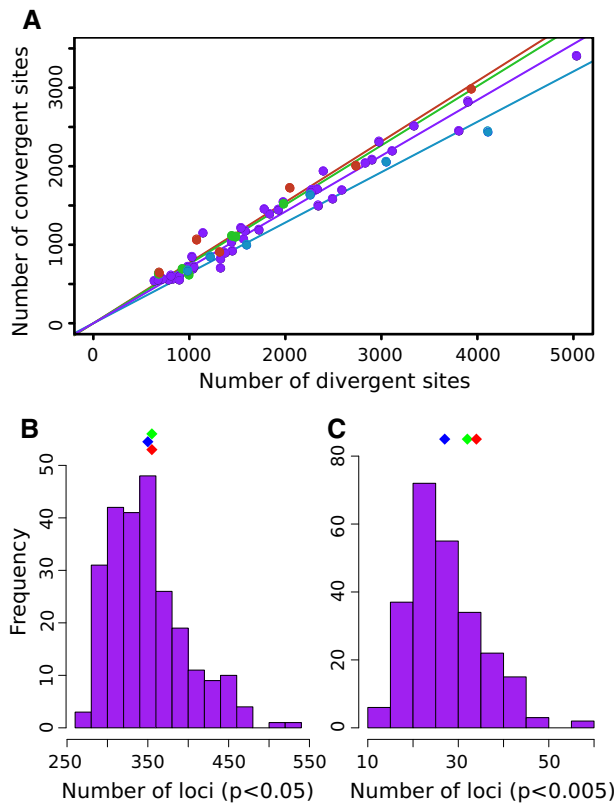 A
Number of convergent sites
0 1000 2000 3000
0 1000 2000 3000 4000 5000
Number of divergent sites
B
Frequency
0 10 20 30 40 50
250 350 450 550
Number of loci (p<0.05)
C
0 20 40 60 80
10 30 50
Number of loci (p<0.005)